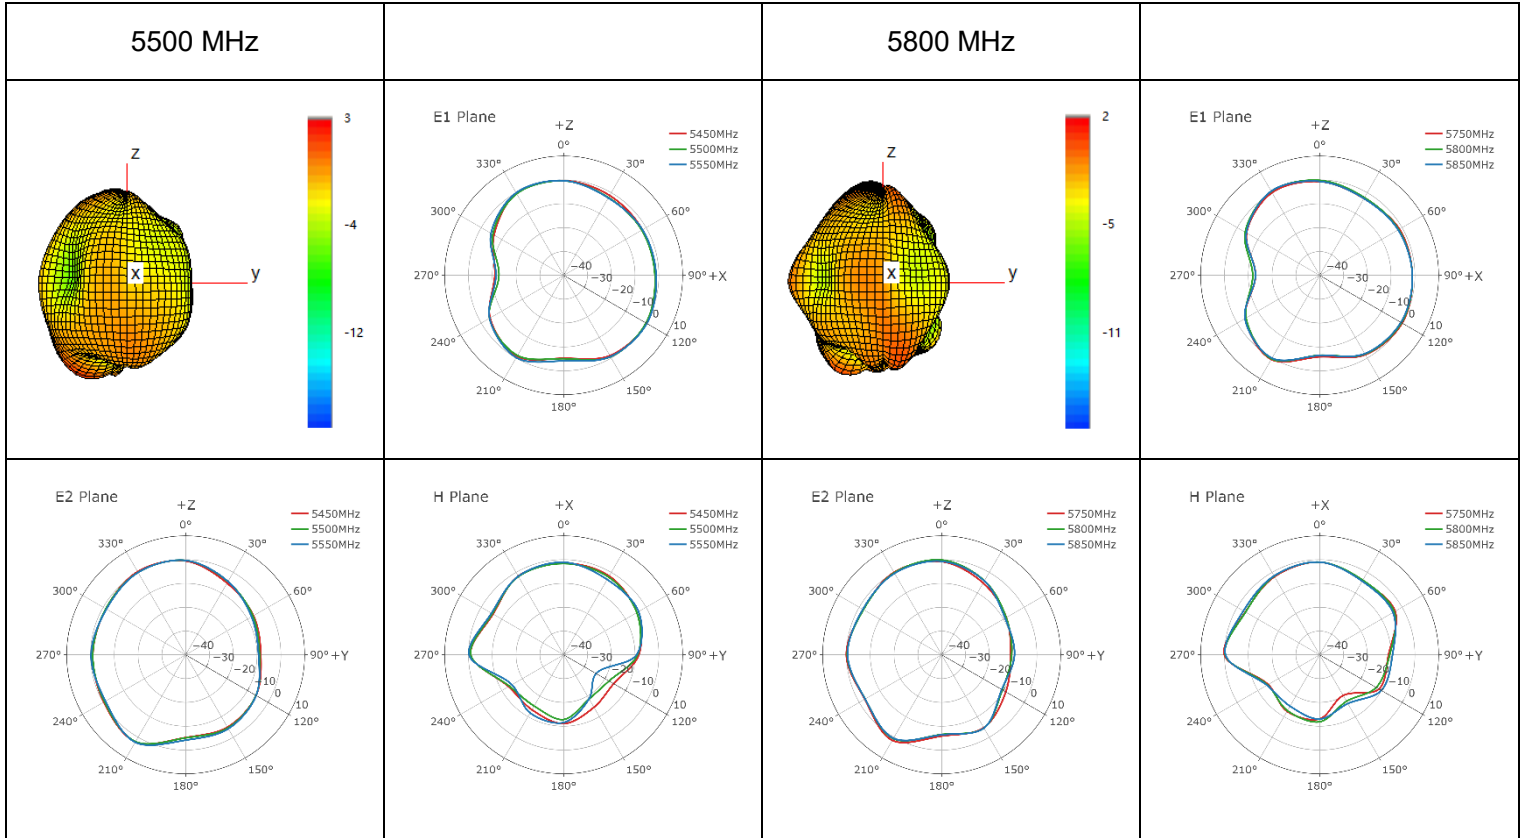 5500 MHz
5800 MHz
3
-4
-12
z
x
y
E1 Plane
+Z
0°
30°
60°
90°+X
120°
150°
180°
210°
240°
270°
300°
330°
−40
−30
−20
−10
0
10
5450MHz
5500MHz
5550MHz
2
-5
-11
z
x
y
E1 Plane
+Z
0°
30°
60°
90°+X
120°
150°
180°
210°
240°
270°
300°
330°
−40
−30
−20
−10
0
10
5750MHz
5800MHz
5850MHz
E2 Plane
+Z
0°
30°
60°
90°+Y
120°
150°
180°
210°
240°
270°
300°
330°
−40
−30
−20
−10
0
10
5450MHz
5500MHz
5550MHz
H Plane
+X
0°
30°
60°
90°+Y
120°
150°
180°
210°
240°
270°
300°
330°
−40
−30
−20
−10
0
10
5450MHz
5500MHz
5550MHz
E2 Plane
+Z
0°
30°
60°
90°+Y
120°
150°
180°
210°
240°
270°
300°
330°
−40
−30
−20
−10
0
10
5750MHz
5800MHz
5850MHz
H Plane
+X
0°
30°
60°
90°+Y
120°
150°
180°
210°
240°
270°
300°
330°
−40
−30
−20
−10
0
10
5750MHz
5800MHz
5850MHz